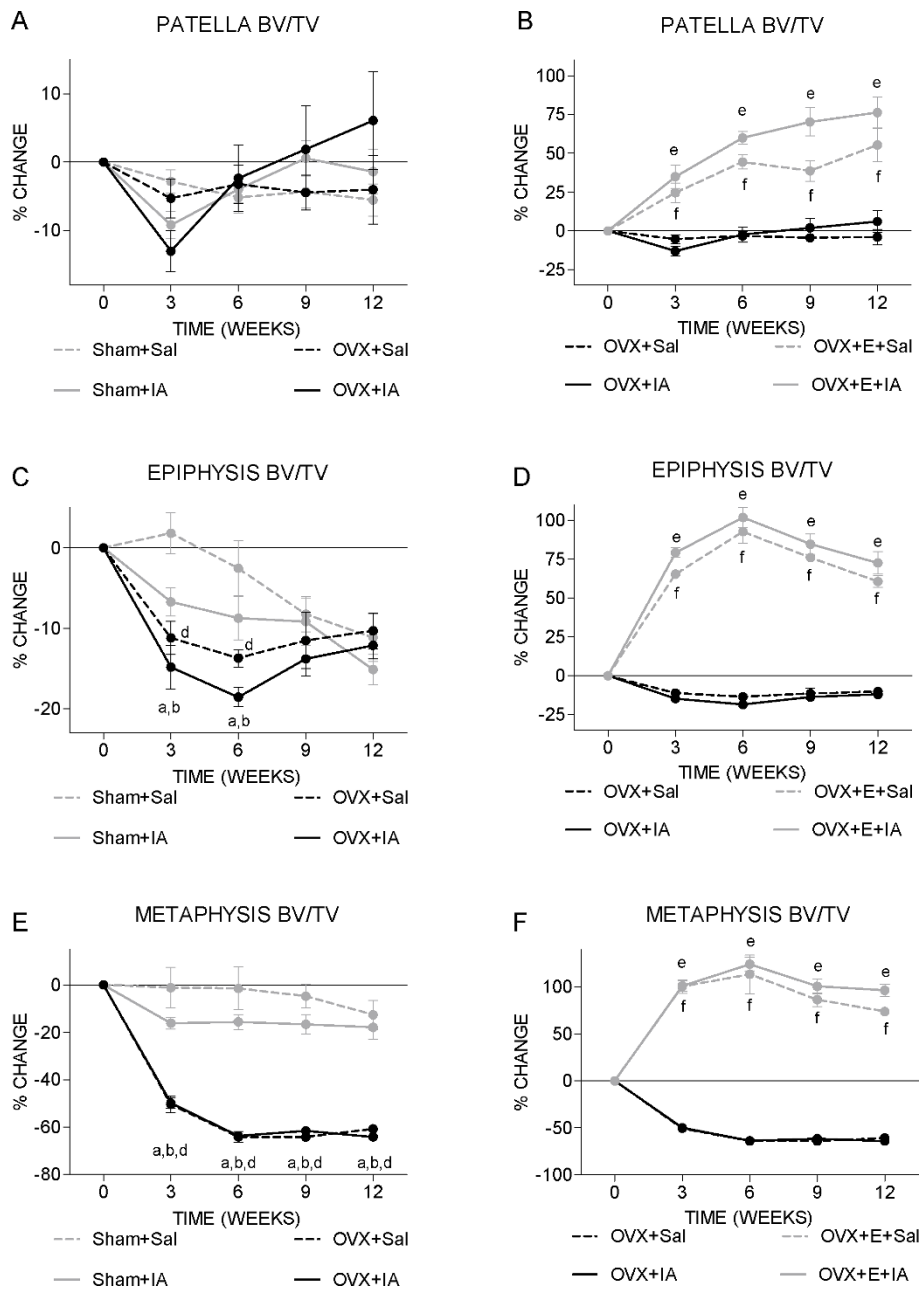 A
PATELLA BV/TV
% CHANGE
10
0
-10
0 3 6 9 12
TIME (WEEKS)
Sham+Sal OVX+Sal
Sham+IA OVX+IA
B
PATELLA BV/TV
% CHANGE
100
75
50
25
0
-25
e e e e
f f f f
0 3 6 9 12
TIME (WEEKS)
OVX+Sal OVX+E+Sal
OVX+IA OVX+E+IA
C
EPIPHYSIS BV/TV
% CHANGE
0
-10
-20
d d
a,b a,b
0 3 6 9 12
TIME (WEEKS)
Sham+Sal OVX+Sal
Sham+IA OVX+IA
D
EPIPHYSIS BV/TV
% CHANGE
100
75
50
25
0
-25
e e e e
f f f f
0 3 6 9 12
TIME (WEEKS)
OVX+Sal OVX+E+Sal
OVX+IA OVX+E+IA
E
METAPHYSIS BV/TV
% CHANGE
0
-20
-40
-60
-80
a,b,d a,b,d a,b,d a,b,d
0 3 6 9 12
TIME (WEEKS)
Sham+Sal OVX+Sal
Sham+IA OVX+IA
F
METAPHYSIS BV/TV
% CHANGE
100
50
0
-50
-100
e e e e
f f f f
0 3 6 9 12
TIME (WEEKS)
OVX+Sal OVX+E+Sal
OVX+IA OVX+E+IA